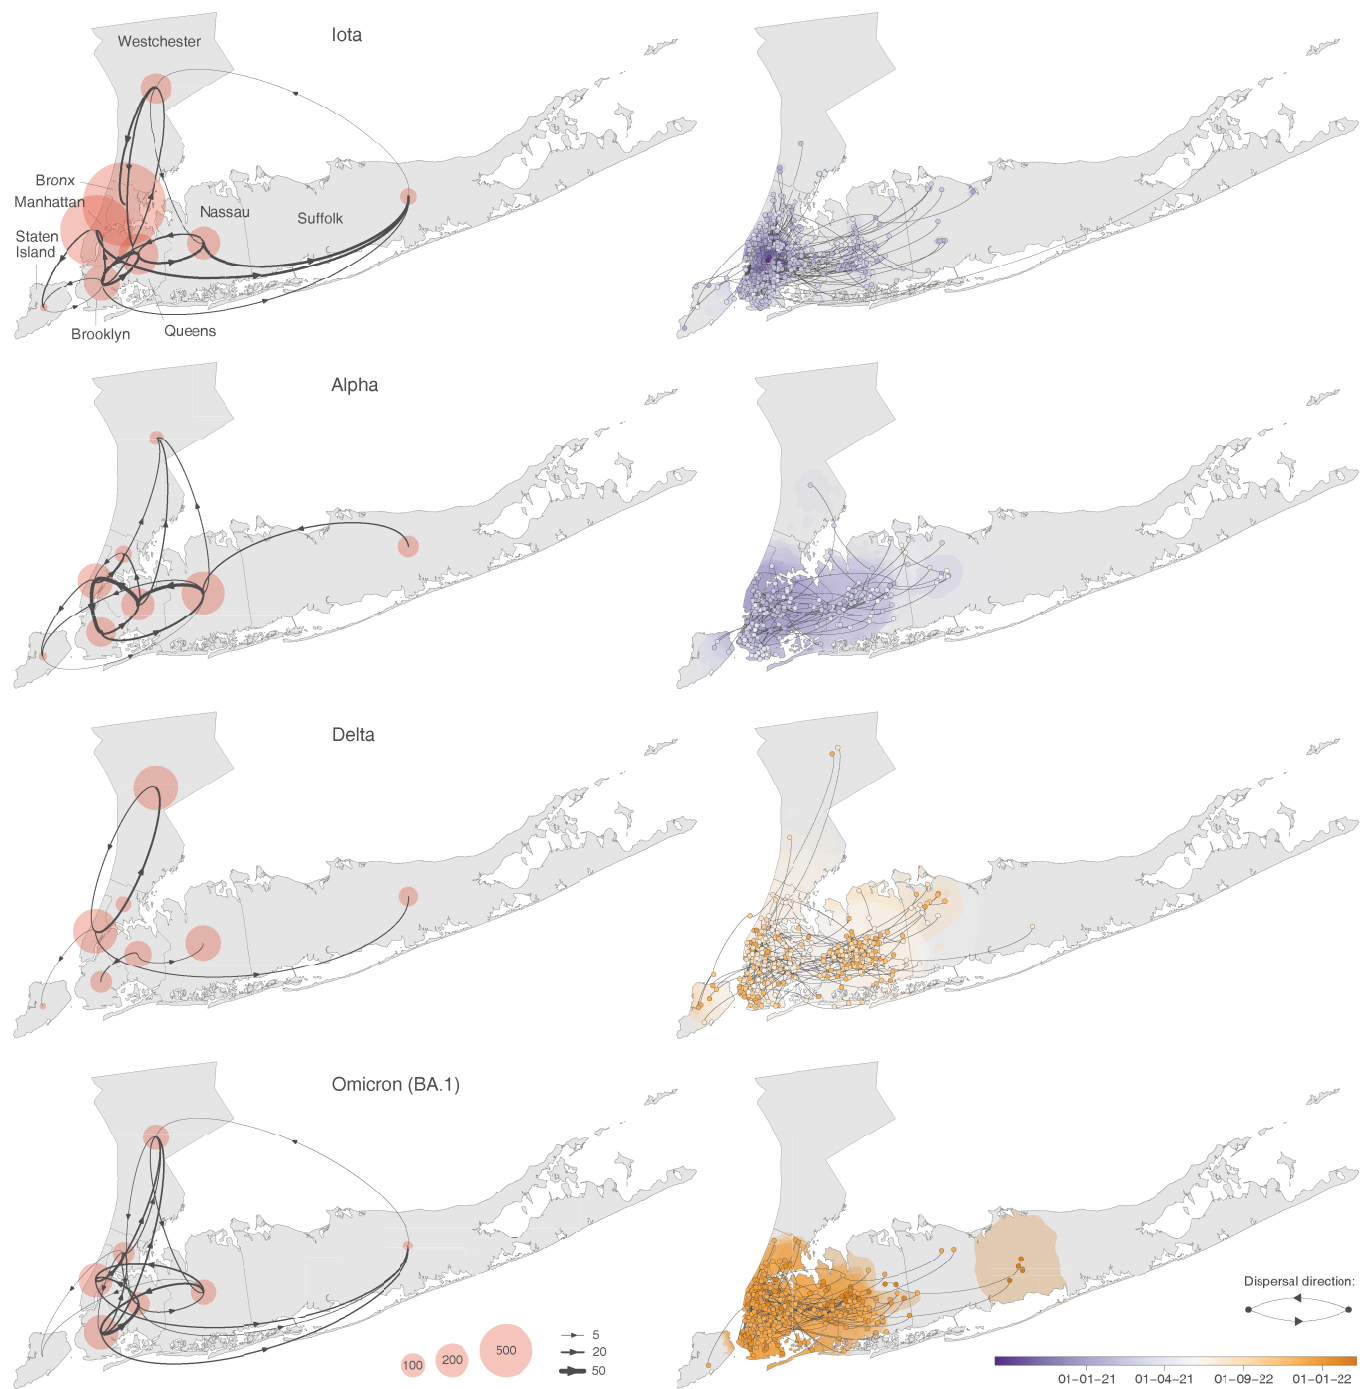 Iota
Westchester
Bronx
Manhattan
Nassau
Suffolk
Staten
Island
Brooklyn
Queens
Alpha
Delta
Omicron (BA.1)
Dispersal direction:
100
200
500
5
20
50
01-01-21
01-04-21
01-09-22
01-01-22